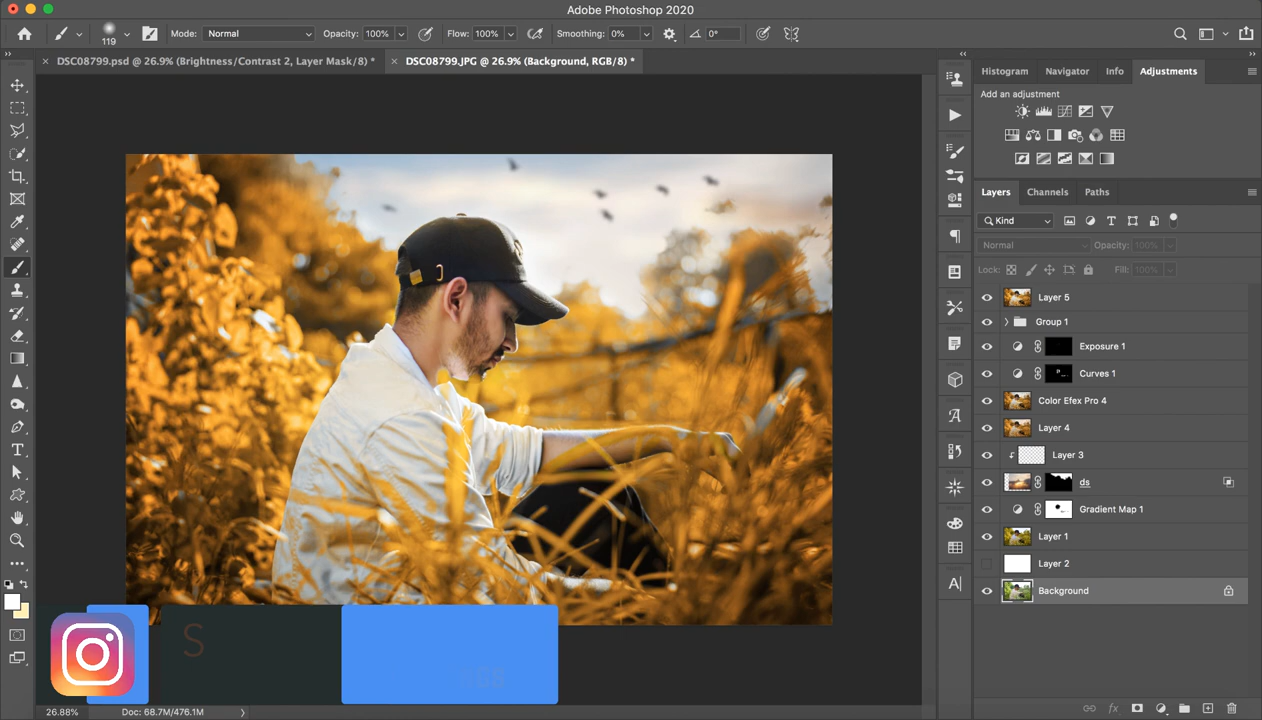 Adobe Photoshop 2020
119
Mode: Normal
Opacity: 100%
Flow: 100%
Smoothing: 0%
0°
DSC08799.psd @ 26.9% (Brightness/Contrast 2, Layer Mask/8) *
DSC08799.JPG @ 26.9% (Background, RGB/8) *
Histogram
Navigator
Info
Adjustments
Add an adjustment
Layers
Channels
Paths
Kind
Normal
Opacity: 100%
Lock:
Fill: 100%
Layer 5
Group 1
Exposure 1
Curves 1
Color Efex Pro 4
Layer 4
Layer 3
ds
Gradient Map 1
Layer 1
Layer 2
Background
S
26.88%
Doc: 68.7M/476.1M